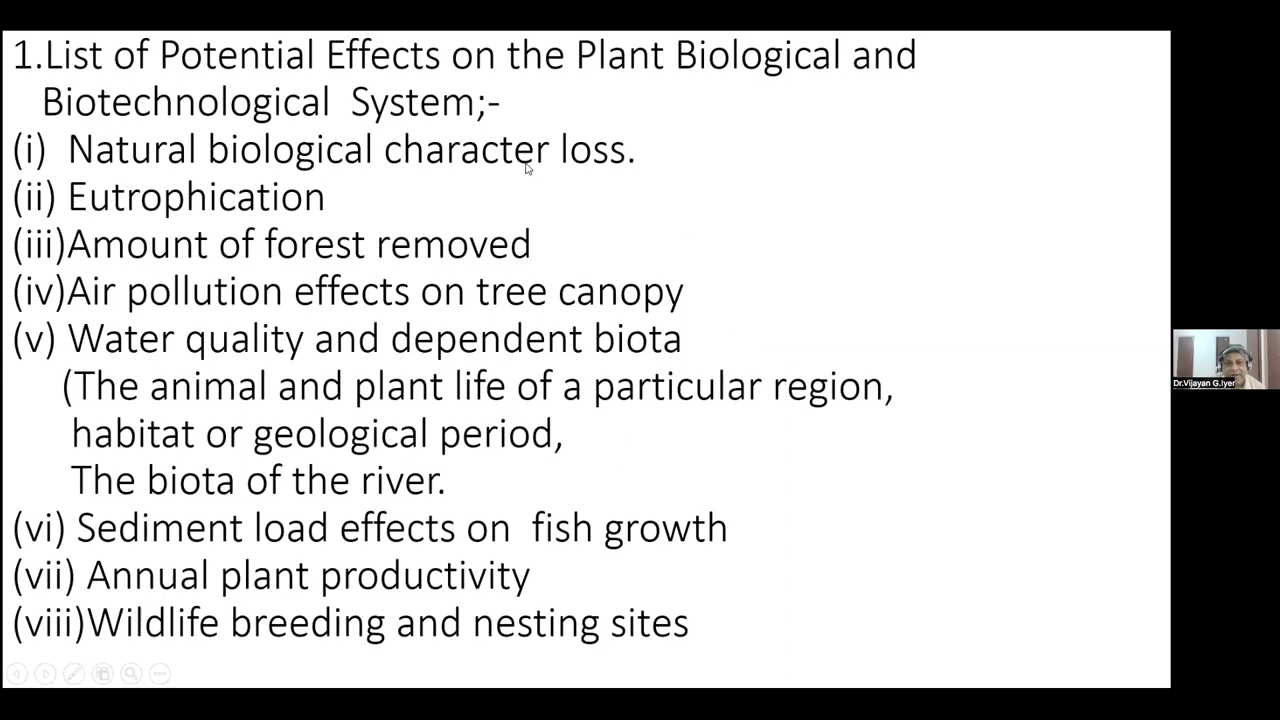 1.List of Potential Effects on the Plant Biological and
Biotechnological System;-
(i) Natural biological character loss.
(ii) Eutrophication
(iii)Amount of forest removed
(iv)Air pollution effects on tree canopy
(v) Water quality and dependent biota
(The animal and plant life of a particular region,
habitat or geological period,
The biota of the river.
(vi) Sediment load effects on fish growth
(vii) Annual plant productivity
(viii)Wildlife breeding and nesting sites
Dr.Vijayan G.Iyer